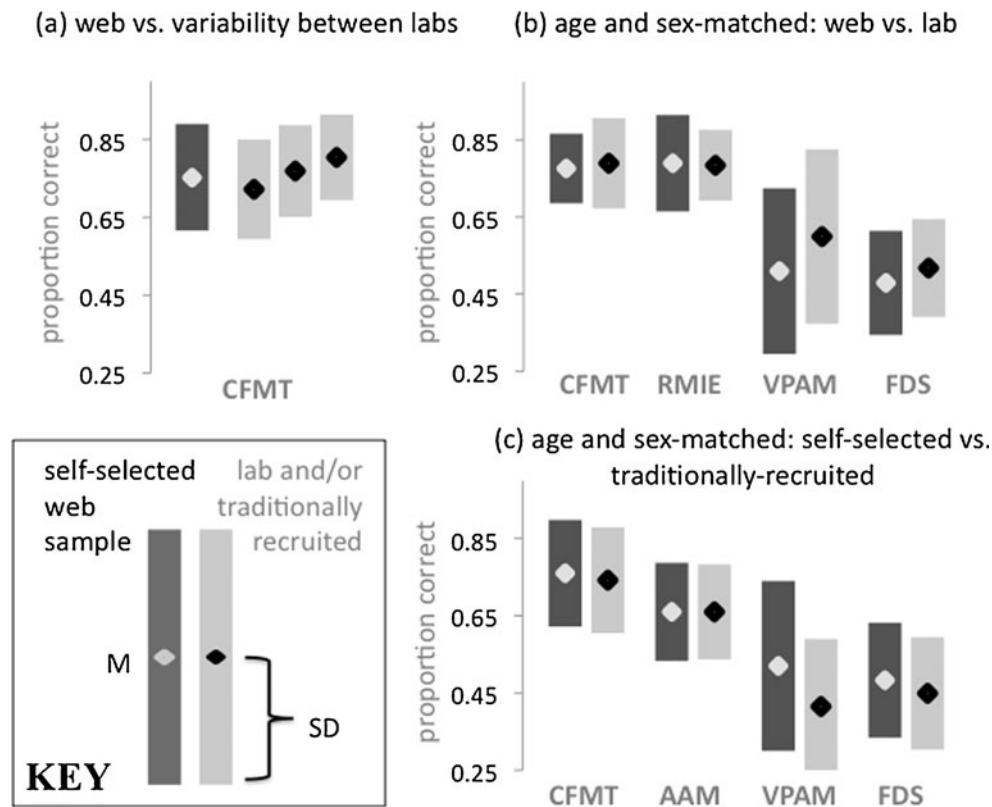 (a) web vs. variability between labs
proportion correct
0.85
0.65
0.45
0.25
CFMT
(b) age and sex-matched: web vs. lab
proportion correct
0.85
0.65
0.45
0.25
CFMT RMIE VPAM FDS
self-selected
web
sample
lab and/or
traditionally
recruited
M
SD
KEY
(c) age and sex-matched: self-selected vs.
traditionally-recruited
proportion correct
0.85
0.65
0.45
0.25
CFMT AAM VPAM FDS